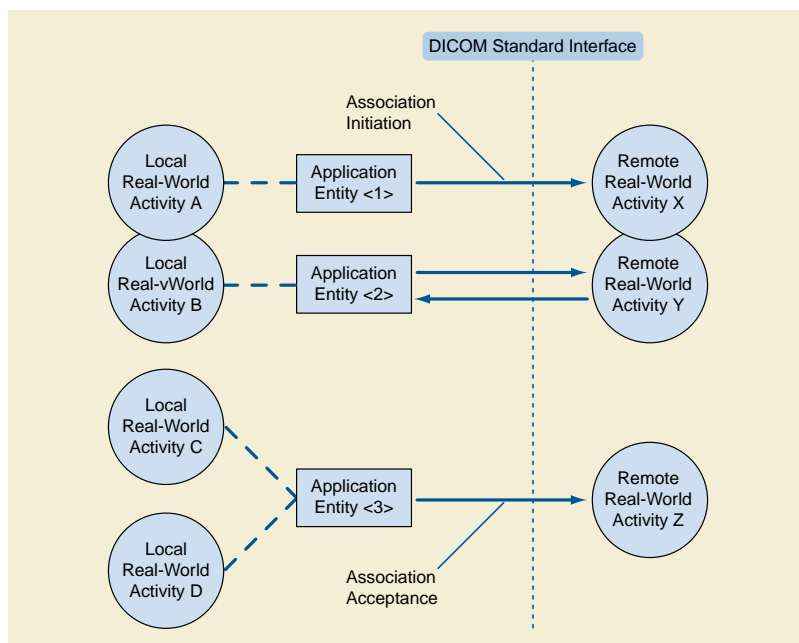 DICOM Standard Interface
Association
Initiation
Local
Real-World
Activity A
Application
Entity <1>
Remote
Real-World
Activity X
Local
Real-vWorld
Activity B
Application
Entity <2>
Remote
Real-World
Activity Y
Local
Real-World
Activity C
Application
Entity <3>
Remote
Real-World
Activity Z
Local
Real-World
Activity D
Association
Acceptance